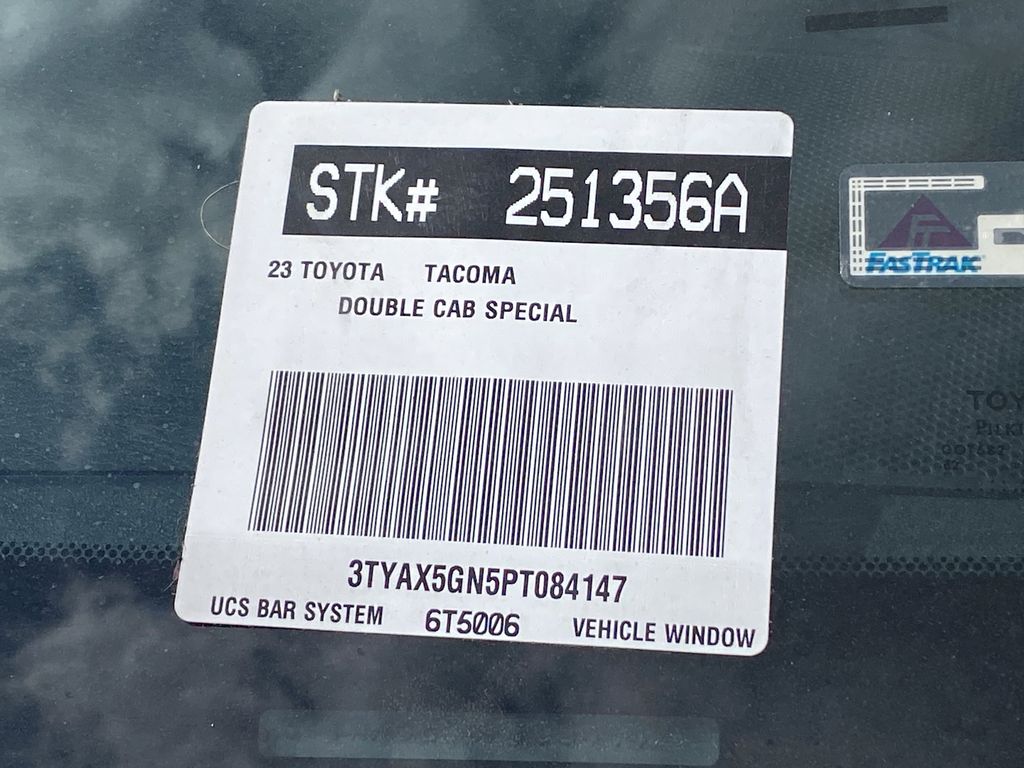 STK# 251356A
23 TOYOTA TACOMA
DOUBLE CAB SPECIAL
3TYAX5GN5PT084147
UCS BAR SYSTEM 6T5006 VEHICLE WINDOW
FASTRAK